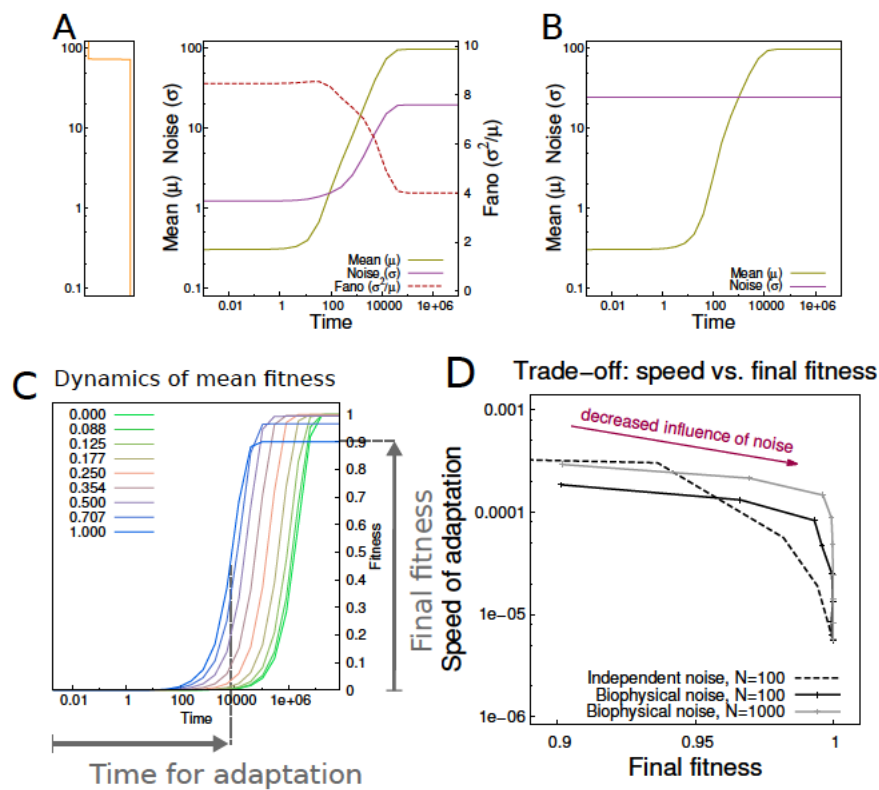 A
B
100
10
1
0.1
Mean (μ) Noise (σ)
10
8
6
4
2
0
Fano (σ²/μ)
Mean (μ)
Noise (σ)
Fano (σ²/μ)
0.01
1
100
10000
1e+06
Time
100
10
1
0.1
Mean (μ) Noise (σ)
Mean (μ)
Noise (σ)
0.01
1
100
10000
1e+06
Time
C
Dynamics of mean fitness
0.000
0.088
0.125
0.177
0.250
0.354
0.500
0.707
1.000
1
0.9
0.8
0.7
0.6
0.5
0.4
0.3
0.2
0.1
0
Fitness
Final fitness
0.01
1
100
10000
1e+06
Time
Time for adaptation
D
Trade-off: speed vs. final fitness
decreased influence of noise
0.001
0.0001
1e-05
1e-06
Speed of adaptation
Independent noise, N=100
Biophysical noise, N=100
Biophysical noise, N=1000
0.9
0.95
1
Final fitness